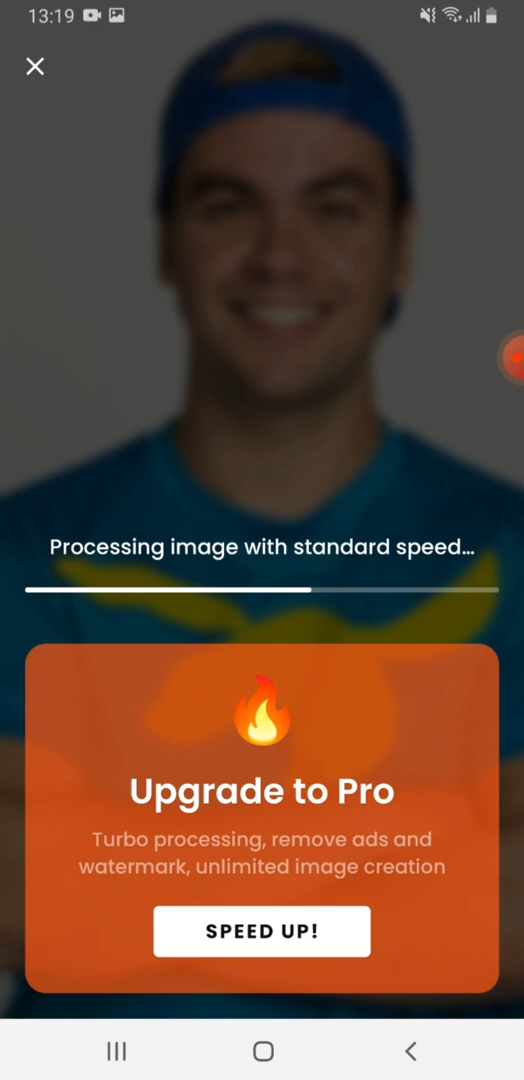 13:19
Processing image with standard speed...
Upgrade to Pro
Turbo processing, remove ads and
watermark, unlimited image creation
SPEED UP!